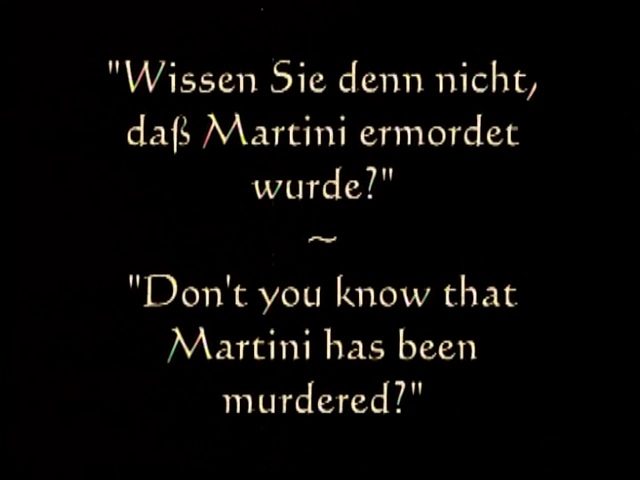 "Wissen Sie denn nicht,
daß Martini ermordet
wurde?"
~
"Don't you know that
Martini has been
murdered?"